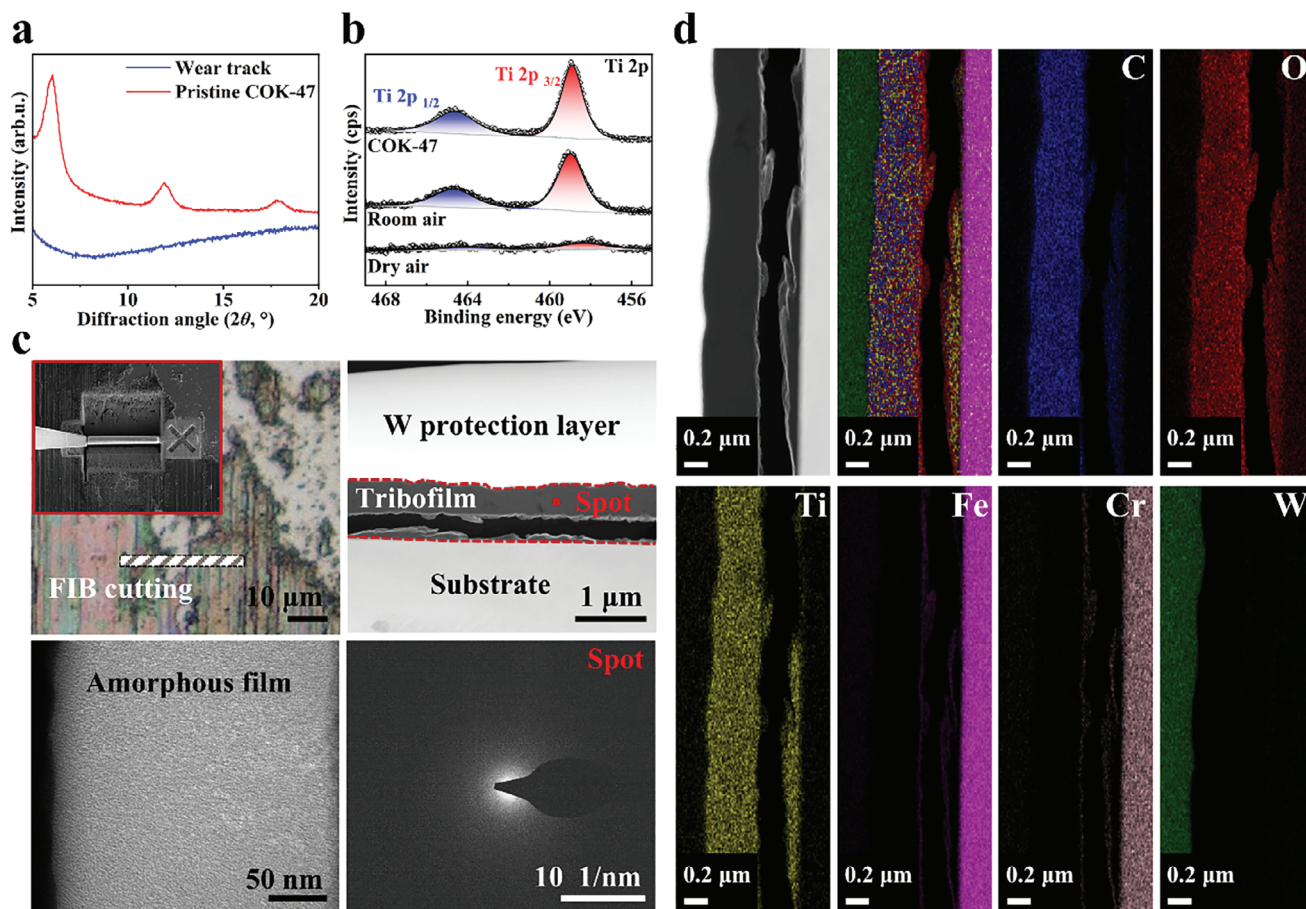 a
Wear track
Pristine COK-47
Intensity (arb.u.)
5
10
15
20
Diffraction angle (2θ, °)
b
Ti 2p
Ti 2p 3/2
Ti 2p 1/2
COK-47
Room air
Dry air
Intensity (cps)
468
464
460
456
Binding energy (eV)
c
FIB cutting
10 μm
W protection layer
Tribofilm
Spot
Substrate
1 μm
Amorphous film
50 nm
Spot
10 1/nm
d
0.2 μm
0.2 μm
C
0.2 μm
O
0.2 μm
Ti
0.2 μm
Fe
0.2 μm
Cr
0.2 μm
W
0.2 μm